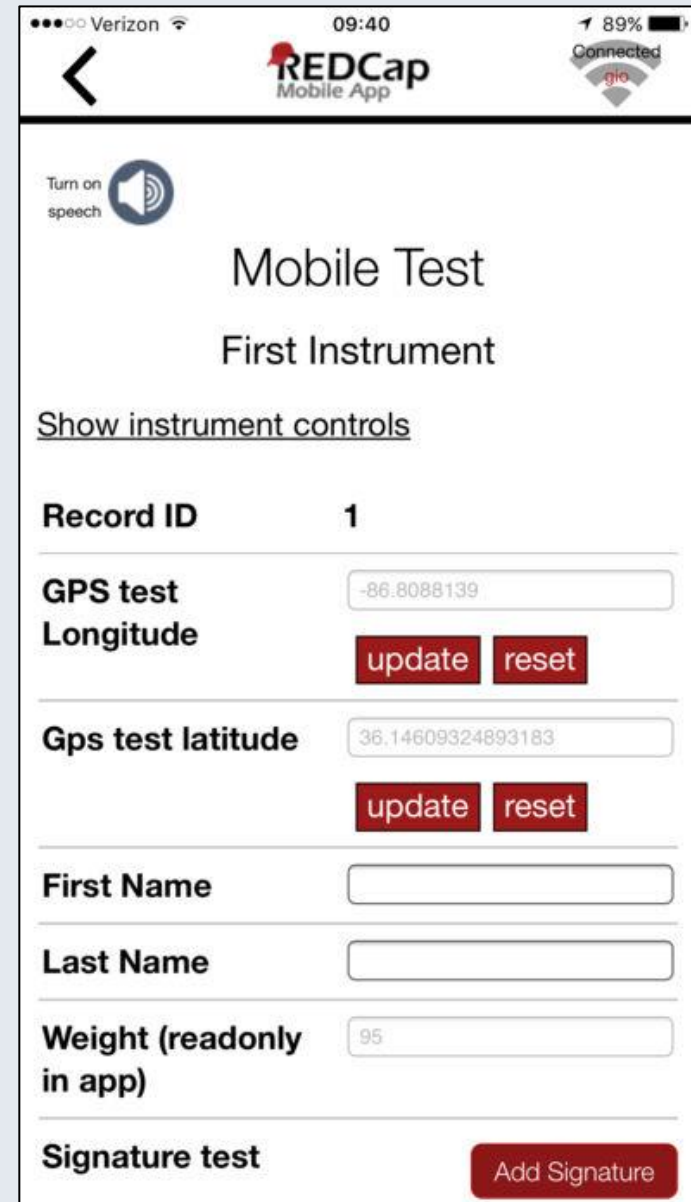 Verizon 09:40 89%
REDCap
Mobile App
Connected
gio
Turn on
speech
Mobile Test
First Instrument
Show instrument controls
Record ID 1
GPS test
Longitude
-86.8088139
update reset
Gps test latitude 36.14609324893183
update reset
First Name
Last Name
Weight (readonly
in app)
95
Signature test Add Signature